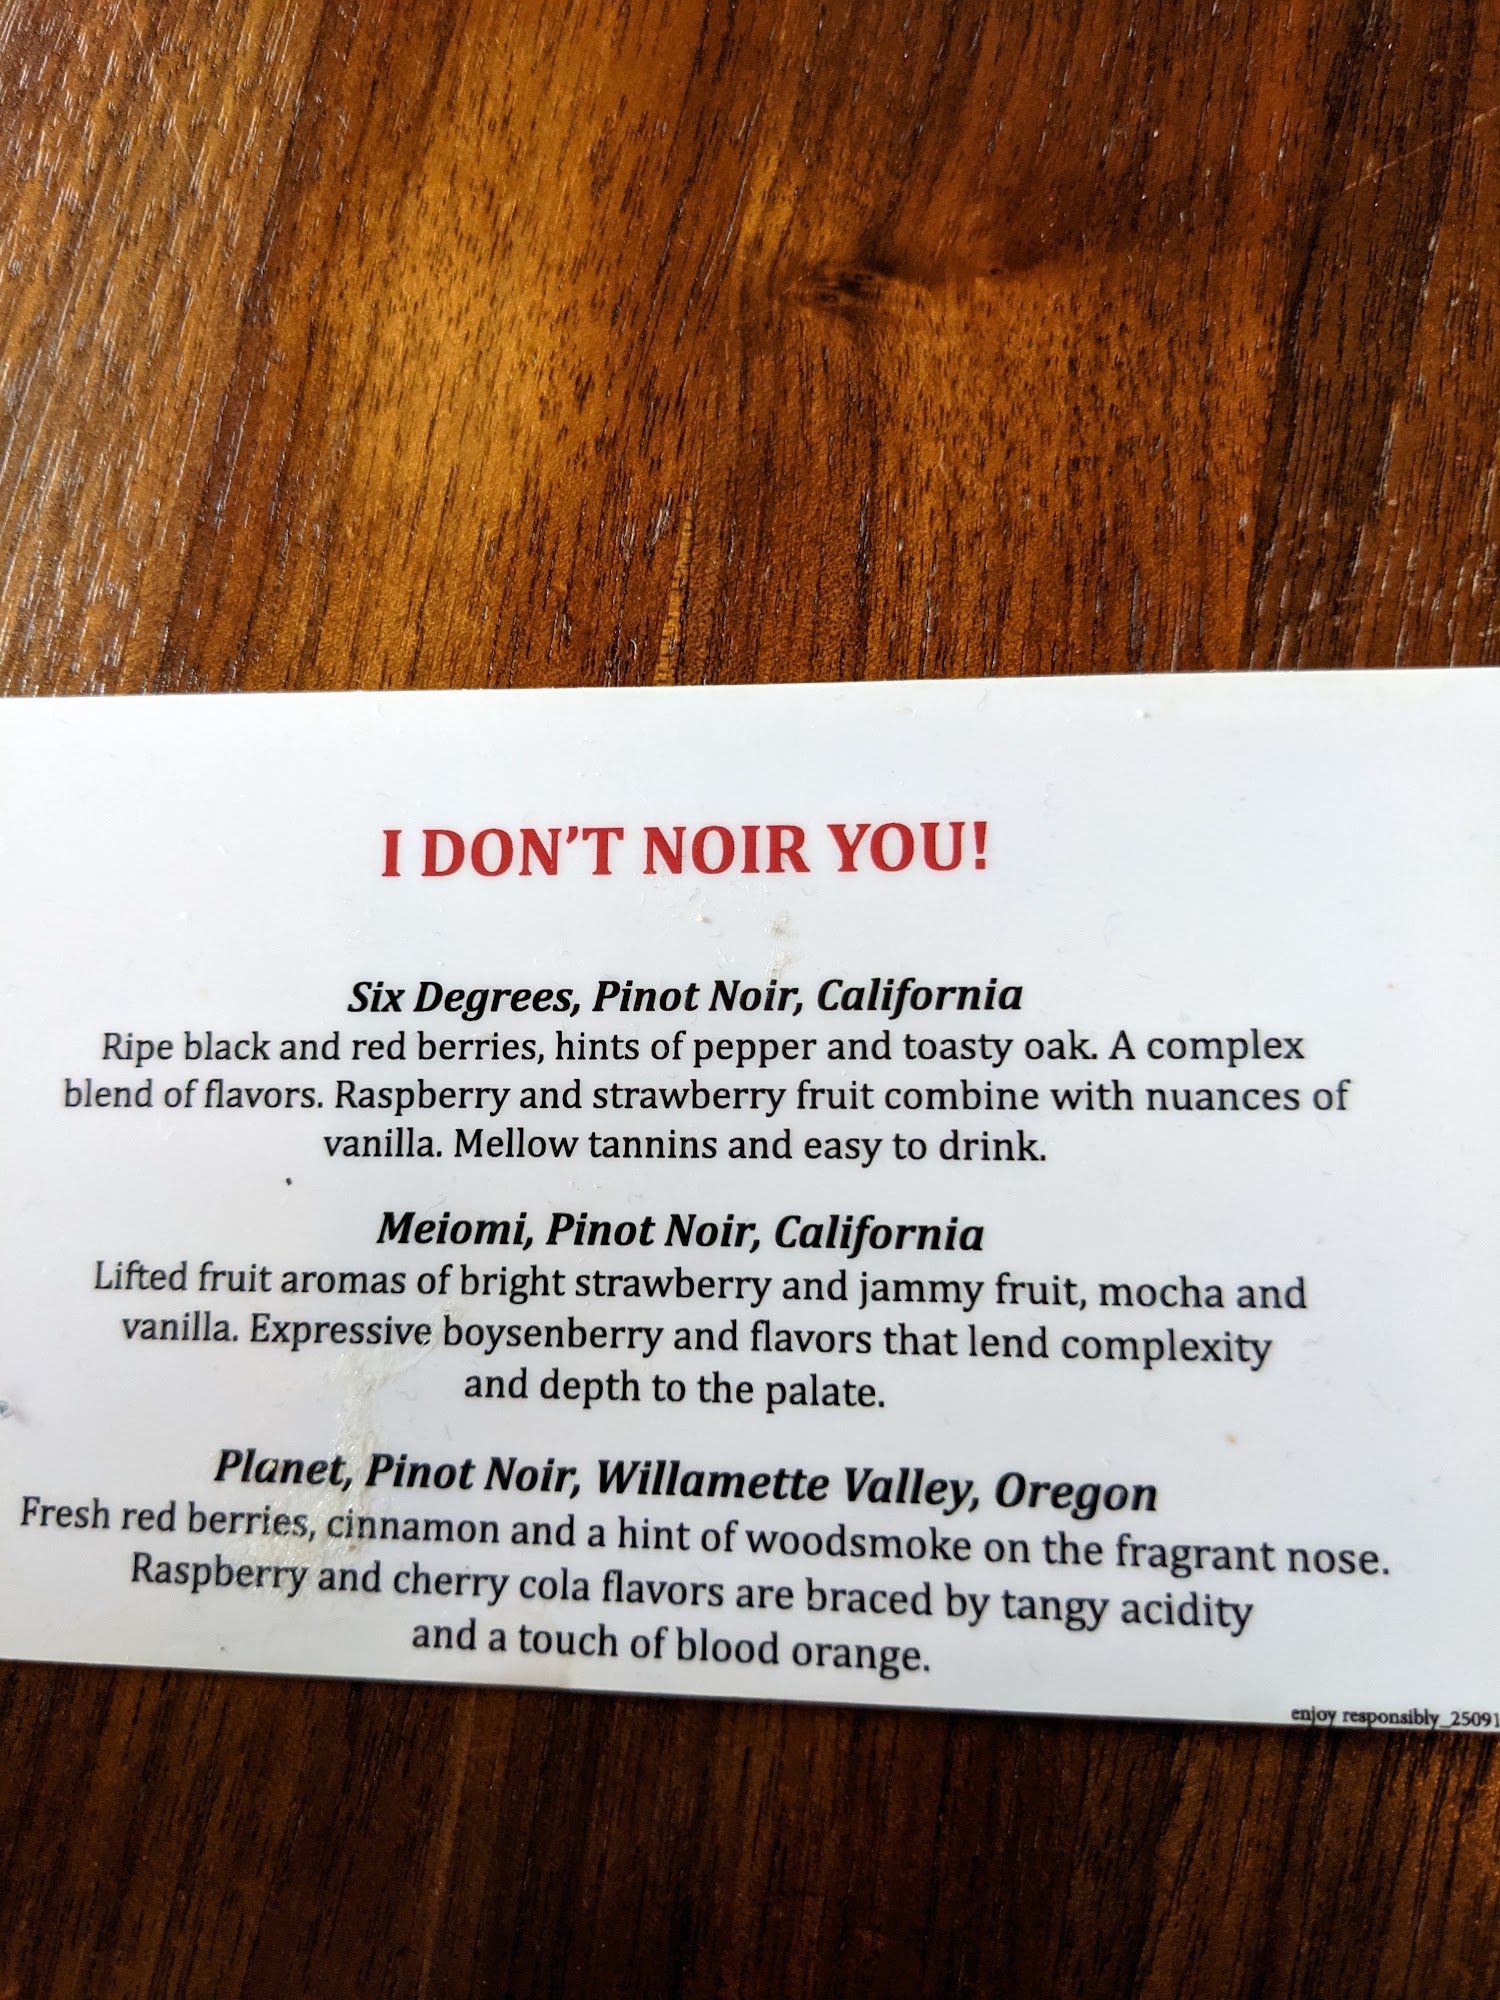 I DON'T NOIR YOU!
Six Degrees, Pinot Noir, California
Ripe black and red berries, hints of pepper and toasty oak. A complex
blend of flavors. Raspberry and strawberry fruit combine with nuances of
vanilla. Mellow tannins and easy to drink.
Meiomi, Pinot Noir, California
Lifted fruit aromas of bright strawberry and jammy fruit, mocha and
vanilla. Expressive boysenberry and flavors that lend complexity
and depth to the palate.
Planet, Pinot Noir, Willamette Valley, Oregon
Fresh red berries, cinnamon and a hint of woodsmoke on the fragrant nose.
Raspberry and cherry cola flavors are braced by tangy acidity
and a touch of blood orange.
enjoy responsibly_25091